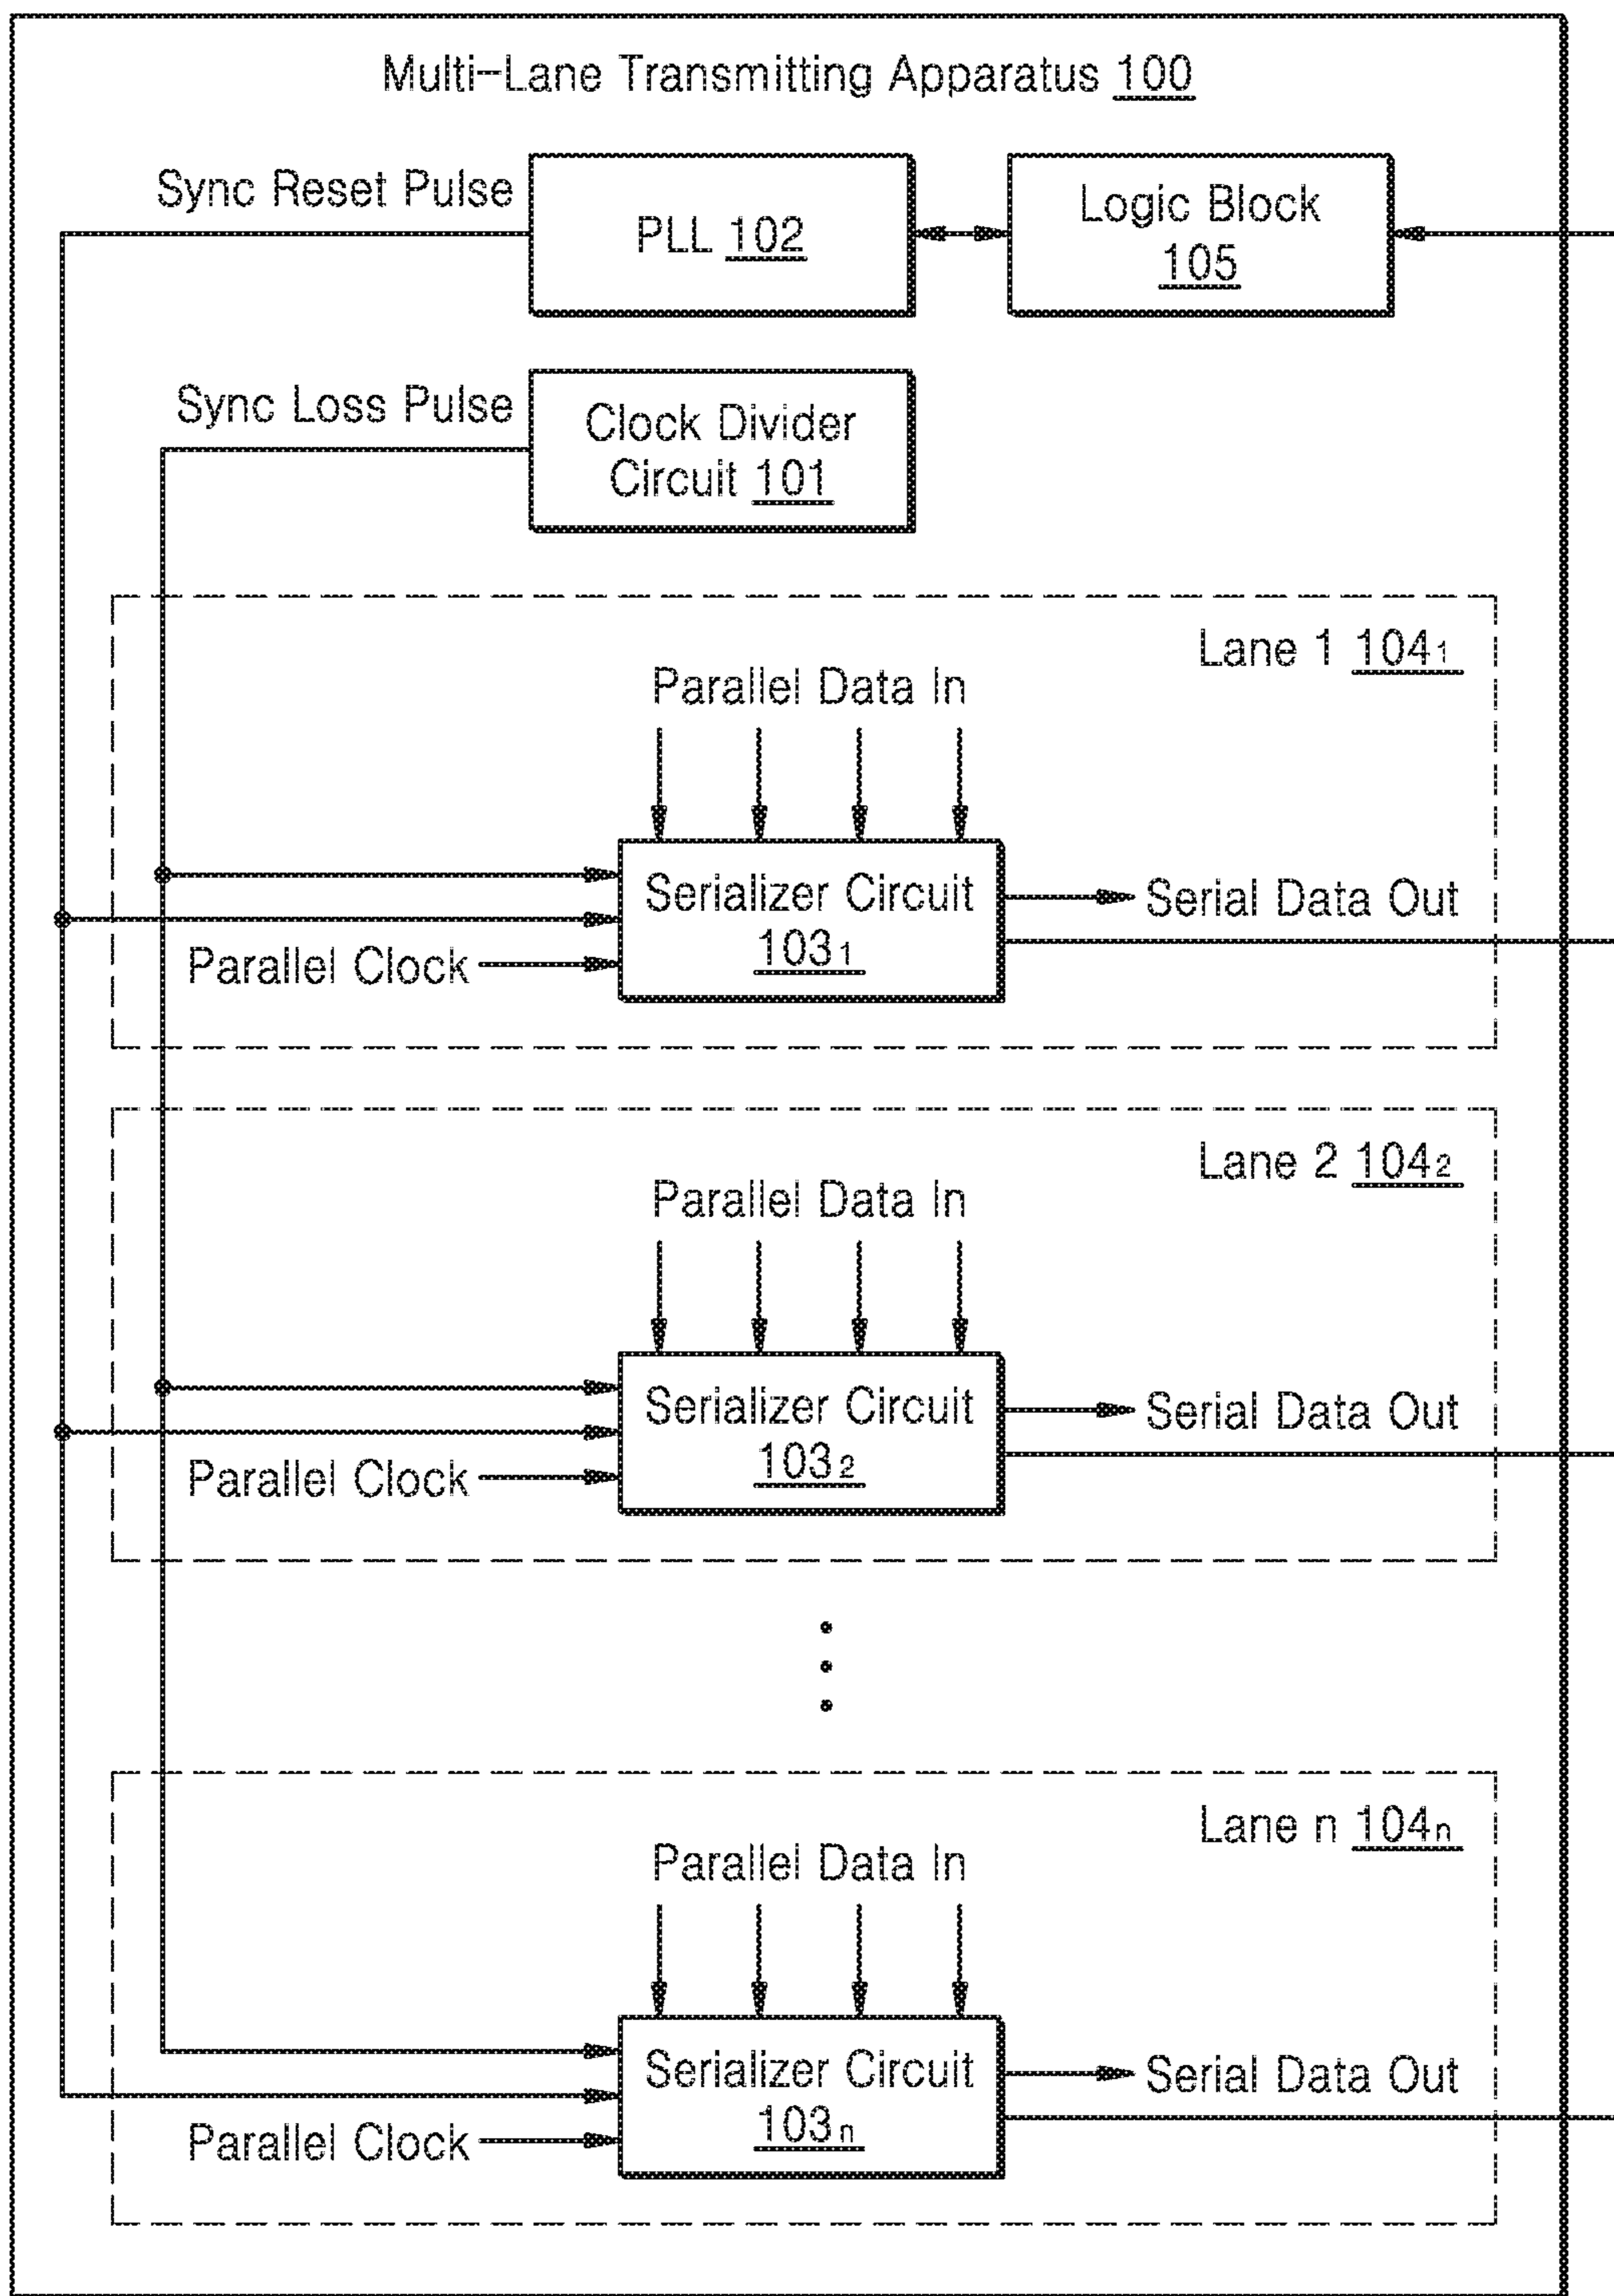 Multi-Lane Transmitting Apparatus 100
Sync Reset Pulse
PLL 102
Logic Block
105
Sync Loss Pulse
Clock Divider
Circuit 101
Lane 1 104₁
Parallel Data In
Serializer Circuit
103₁
Serial Data Out
Parallel Clock
Lane 2 104₂
Parallel Data In
Serializer Circuit
103₂
Serial Data Out
Parallel Clock
Lane n 104ₙ
Parallel Data In
Serializer Circuit
103ₙ
Serial Data Out
Parallel Clock